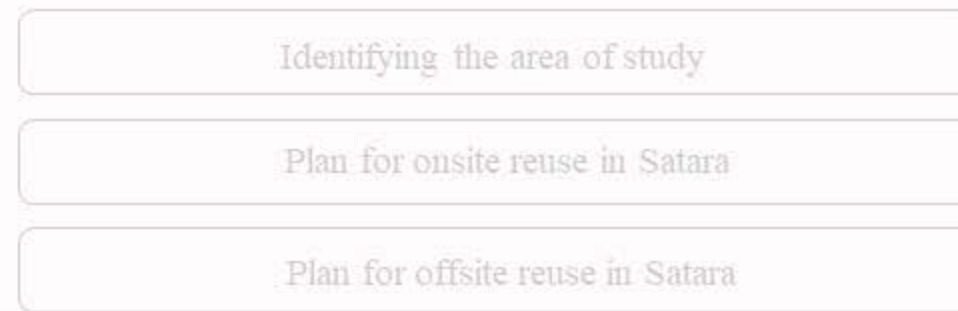 Identifying the area of study
Plan for onsite reuse in Satara
Plan for offsite reuse in Satara